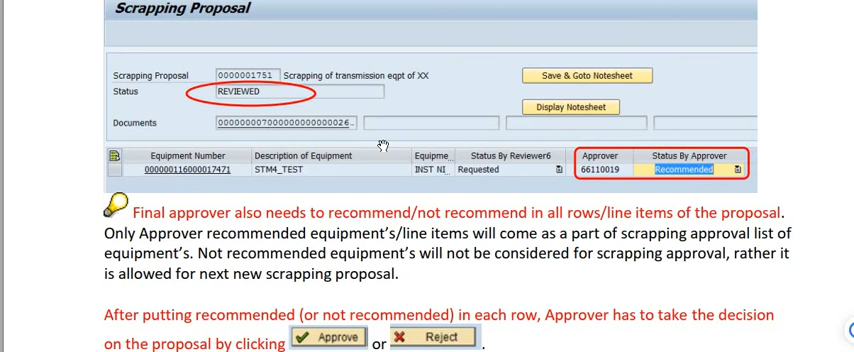 Scrapping Proposal
Scrapping Proposal 0000001751 Scrapping of transmission eqpt of XX Save & Goto Notesheet
Status REVIEWED
Display Notesheet
Documents 000000007000000000000026..
Equipment Number Description of Equipment Equipme... Status By Reviewer6 Approver Status By Approver
000000116000017471 STM4_TEST INST NI... Requested 66110019 Recommended
Final approver also needs to recommend/not recommend in all rows/line items of the proposal.
Only Approver recommended equipment's/line items will come as a part of scrapping approval list of
equipment's. Not recommended equipment's will not be considered for scrapping approval, rather it
is allowed for next new scrapping proposal.
After putting recommended (or not recommended) in each row, Approver has to take the decision
on the proposal by clicking Approve or Reject .